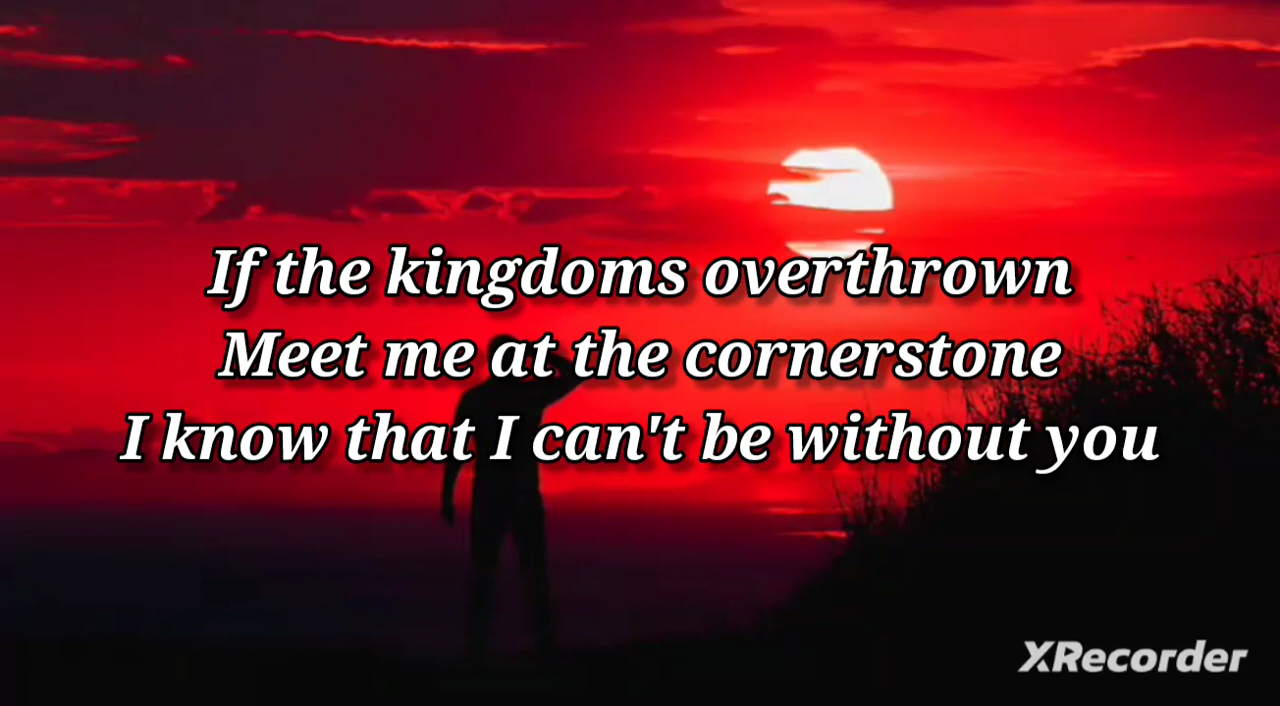 If the kingdoms overthrown
Meet me at the cornerstone
I know that I can't be without you
XRecorder